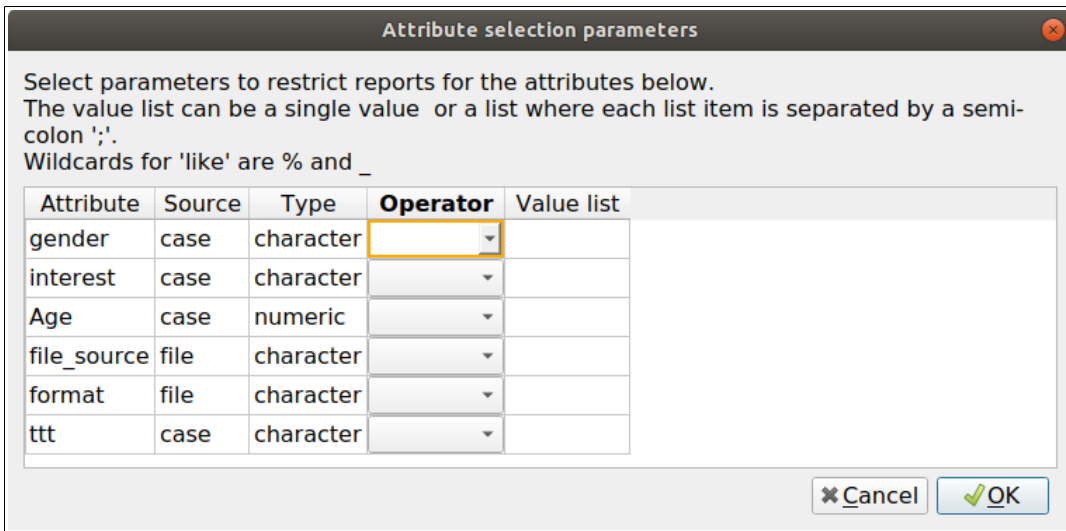 Attribute selection parameters
Select parameters to restrict reports for the attributes below.
The value list can be a single value  or a list where each list item is separated by a semi-
colon ';'.
Wildcards for 'like' are % and _
Attribute Source Type Operator Value list
gender case character
interest case character
Age case numeric
file_source file character
format file character
ttt case character
Cancel OK